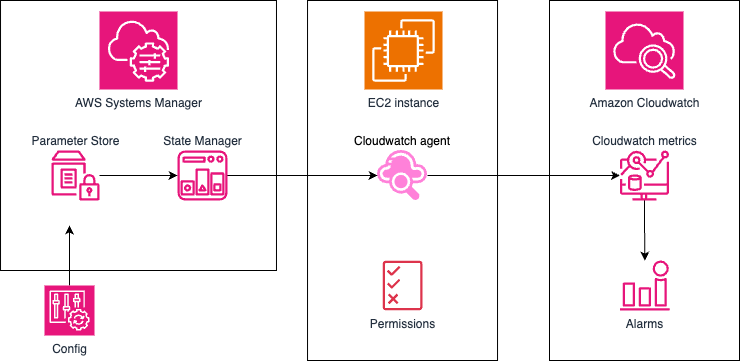 AWS Systems Manager
EC2 instance
Amazon Cloudwatch
Parameter Store
State Manager
Cloudwatch agent
Cloudwatch metrics
Permissions
Alarms
Config